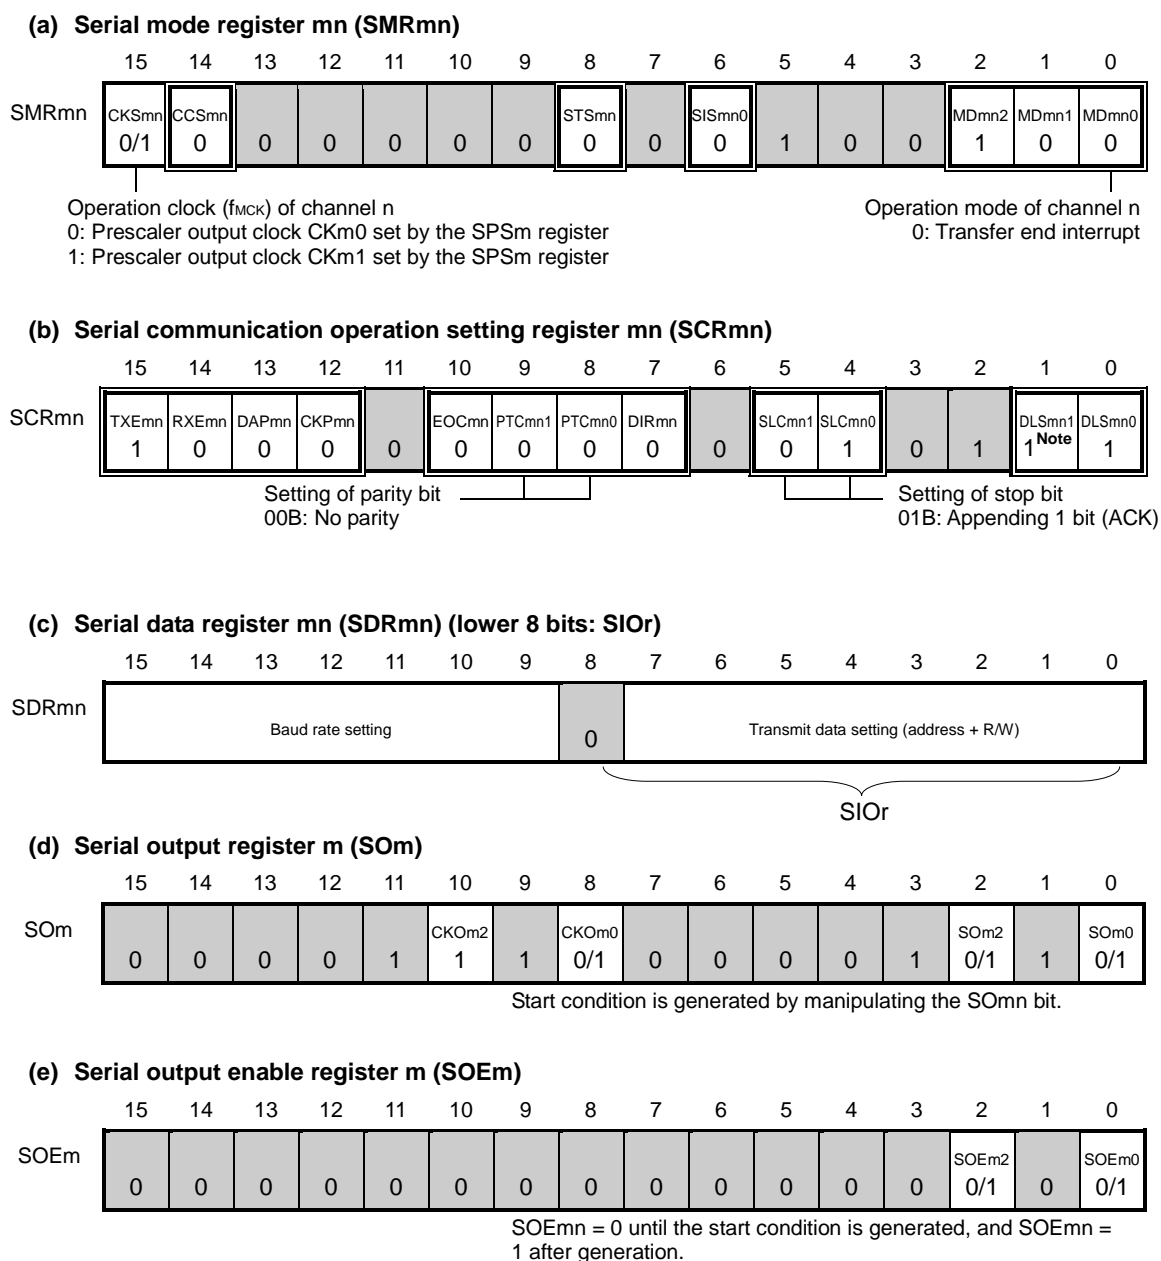 (a) Serial mode register mn (SMRmn)
15 14 13 12 11 10 9 8 7 6 5 4 3 2 1 0
SMRmn
CKSmn CCSmn STSmn SISmn0 MDmn2 MDmn1 MDmn0
0/1 0 0 0 0 0 0 0 0 0 1 0 0 1 0 0
Operation clock (fMCK) of channel n
0: Prescaler output clock CKm0 set by the SPSm register
1: Prescaler output clock CKm1 set by the SPSm register
Operation mode of channel n
0: Transfer end interrupt
(b) Serial communication operation setting register mn (SCRmn)
15 14 13 12 11 10 9 8 7 6 5 4 3 2 1 0
SCRmn
TXEmn RXEmn DAPmn CKPmn EOCmn PTCmn1 PTCmn0 DIRmn SLCmn1 SLCmn0 DLSmn1 DLSmn0
1 0 0 0 0 0 0 0 0 0 0 1 0 1 1 Note 1
Setting of parity bit
00B: No parity
Setting of stop bit
01B: Appending 1 bit (ACK)
(c) Serial data register mn (SDRmn) (lower 8 bits: SIOr)
15 14 13 12 11 10 9 8 7 6 5 4 3 2 1 0
SDRmn
Baud rate setting 0 Transmit data setting (address + R/W)
SIOr
(d) Serial output register m (SOm)
15 14 13 12 11 10 9 8 7 6 5 4 3 2 1 0
SOm
CKOm2 CKOm0 SOm2 SOm0
0 0 0 0 1 1 1 0/1 0 0 0 0 1 0/1 1 0/1
Start condition is generated by manipulating the SOmn bit.
(e) Serial output enable register m (SOEm)
15 14 13 12 11 10 9 8 7 6 5 4 3 2 1 0
SOEm
SOEm2 SOEm0
0 0 0 0 0 0 0 0 0 0 0 0 0 0/1 0 0/1
SOEmn = 0 until the start condition is generated, and SOEmn =
1 after generation.